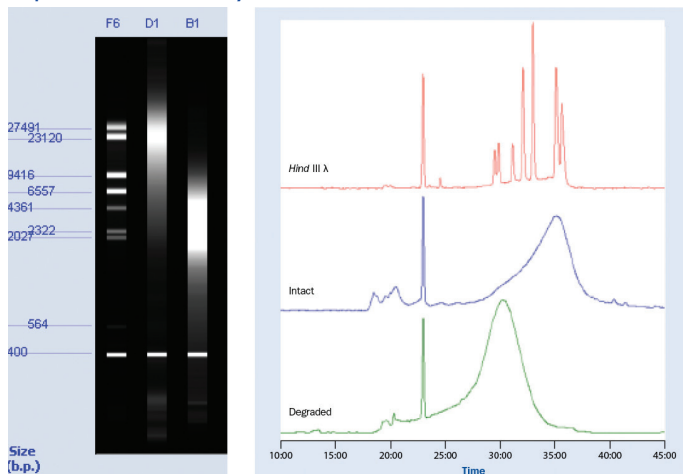 F6 D1 B1
27491
23120
9416
6557
4361
2322
2027
564
400
Size
(b.p.)
Hind III λ
Intact
Degraded
10:00 15:00 20:00 25:00 30:00 35:00 40:00 45:00
Time